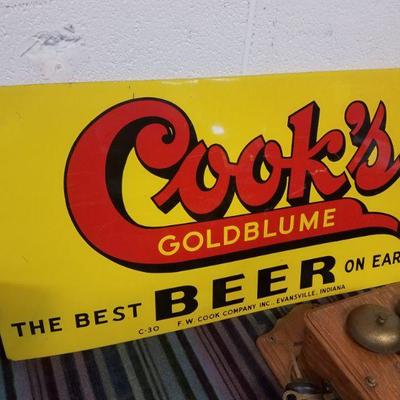 Cook's
GOLDBLUME
THE BEST BEER ON EAR
C-30 F.W. COOK COMPANY INC., EVANSVILLE, INDIANA